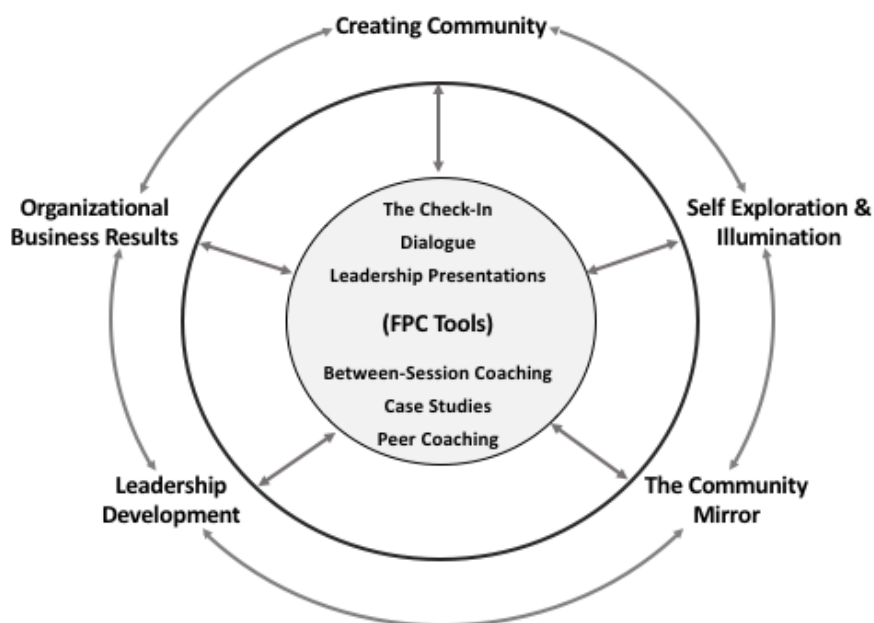 Creating Community
Organizational
Business Results
Self Exploration &
Illumination
The Check-In
Dialogue
Leadership Presentations
(FPC Tools)
Between-Session Coaching
Case Studies
Peer Coaching
Leadership
Development
The Community
Mirror